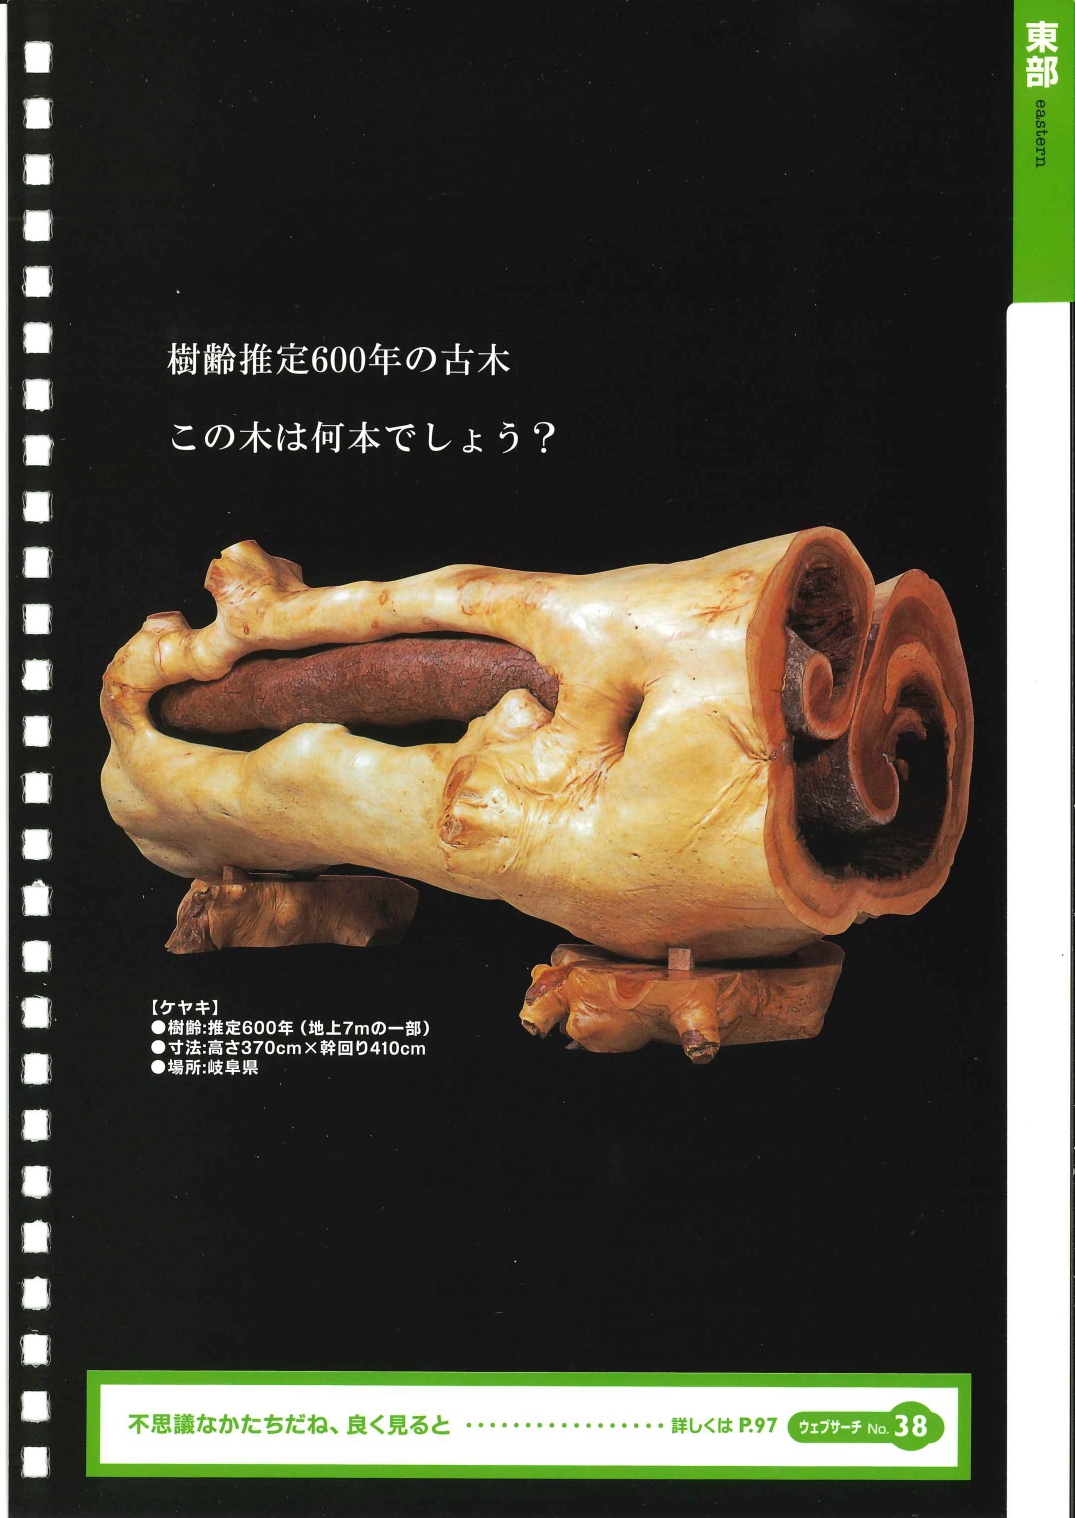 東部 eastern
樹齢推定600年の古木
この木は何本でしょう？
【ケヤキ】
●樹齢:推定600年（地上7mの一部）
●寸法:高さ370cm×幹回り410cm
●場所:岐阜県
不思議なかたちだね、良く見ると ・・・・・・・・・・・・・・・・・ 詳しくは P.97 ウェブサーチ No. 38